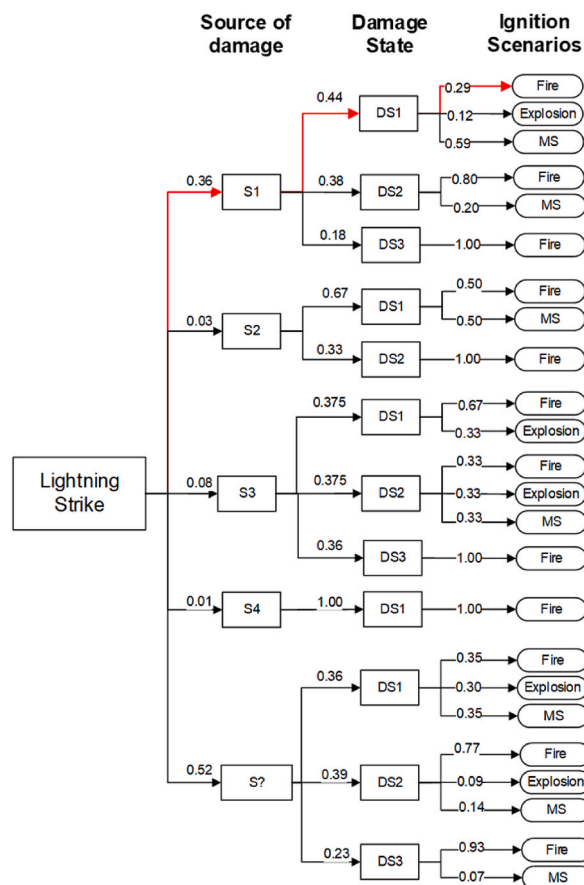 Source of damage
Damage State
Ignition Scenarios
Lightning Strike
0.36
S1
0.44
DS1
0.29
Fire
0.12
Explosion
0.59
MS
0.38
DS2
0.80
Fire
0.20
MS
0.18
DS3
1.00
Fire
0.03
S2
0.67
DS1
0.50
Fire
0.50
MS
0.33
DS2
1.00
Fire
0.08
S3
0.375
DS1
0.67
Fire
0.33
Explosion
0.375
DS2
0.33
Fire
0.33
Explosion
0.33
MS
0.36
DS3
1.00
Fire
0.01
S4
1.00
DS1
1.00
Fire
0.52
S?
0.36
DS1
0.35
Fire
0.30
Explosion
0.35
MS
0.39
DS2
0.77
Fire
0.09
Explosion
0.14
MS
0.23
DS3
0.93
Fire
0.07
MS